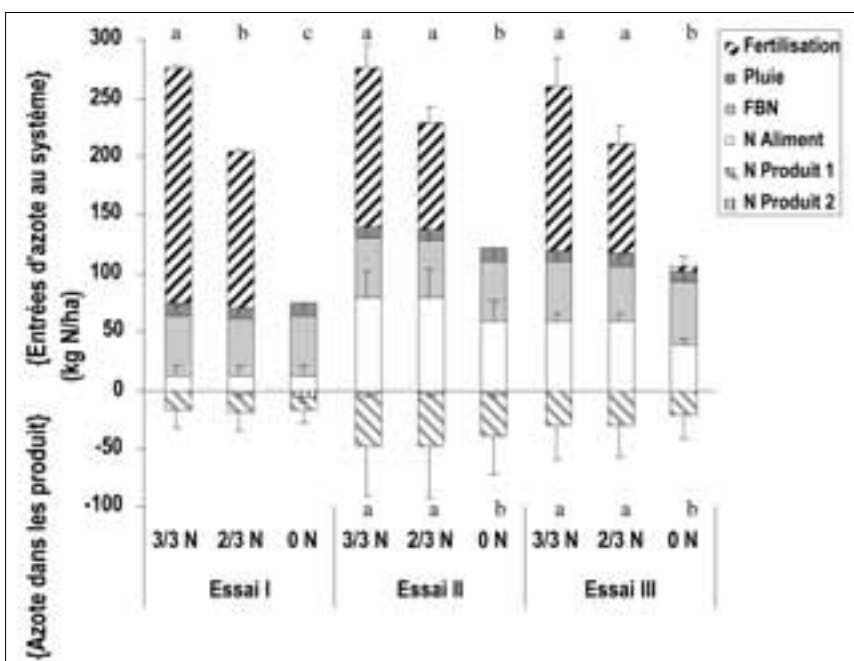 300
250
200
150
100
50
0
-50
-100
{Entrées d'azote au système}
(kg N/ha)
{Azote dans les produit}
a b c a a b a a b
Fertilisation
Pluie
FBN
N Aliment
N Produit 1
N Produit 2
a a b a a b
3/3 N 2/3 N 0 N 3/3 N 2/3 N 0 N 3/3 N 2/3 N 0 N
Essai I Essai II Essai III